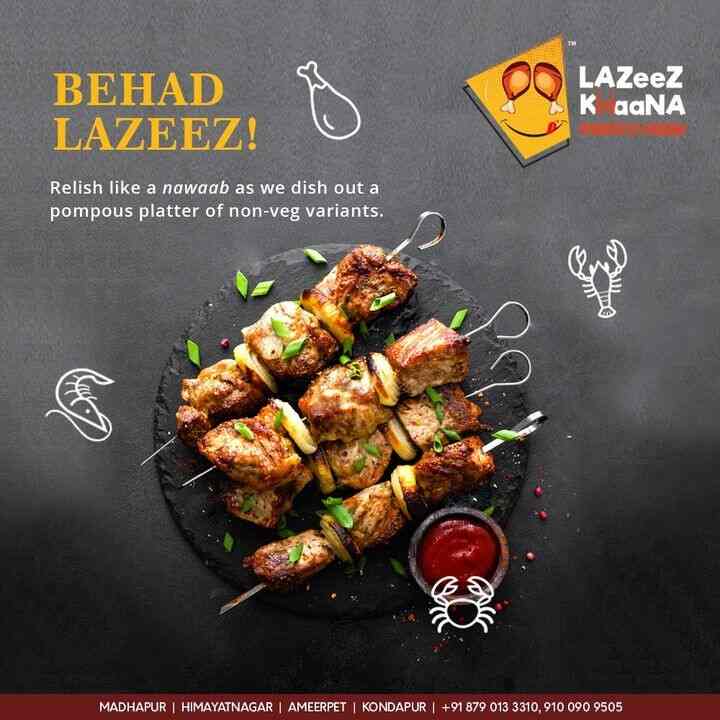 BEHAD
LAZEEZ!
Relish like a nawaab as we dish out a
pompous platter of non-veg variants.
LAZeeZ
KHaaNA
TM
MADHAPUR | HIMAYATNAGAR | AMEERPET | KONDAPUR | +91 879 013 3310, 910 090 9505